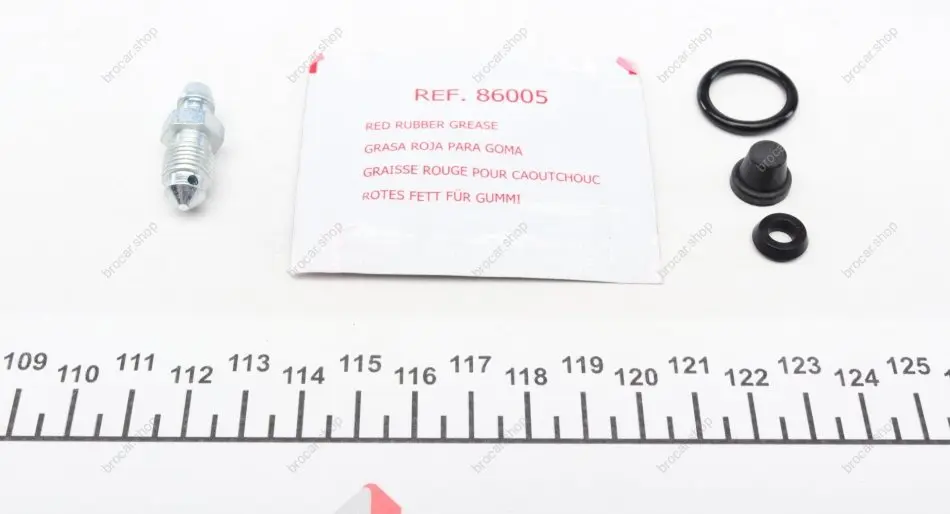 REF. 86005
RED RUBBER GREASE
GRASA ROJA PARA GOMA
GRAISSE ROUGE POUR CAOUTCHOUC
ROTES FETT FÜR GUMMI
109 110 111 112 113 114 115 116 117 118 119 120 121 122 123 124 125
brocar.shop